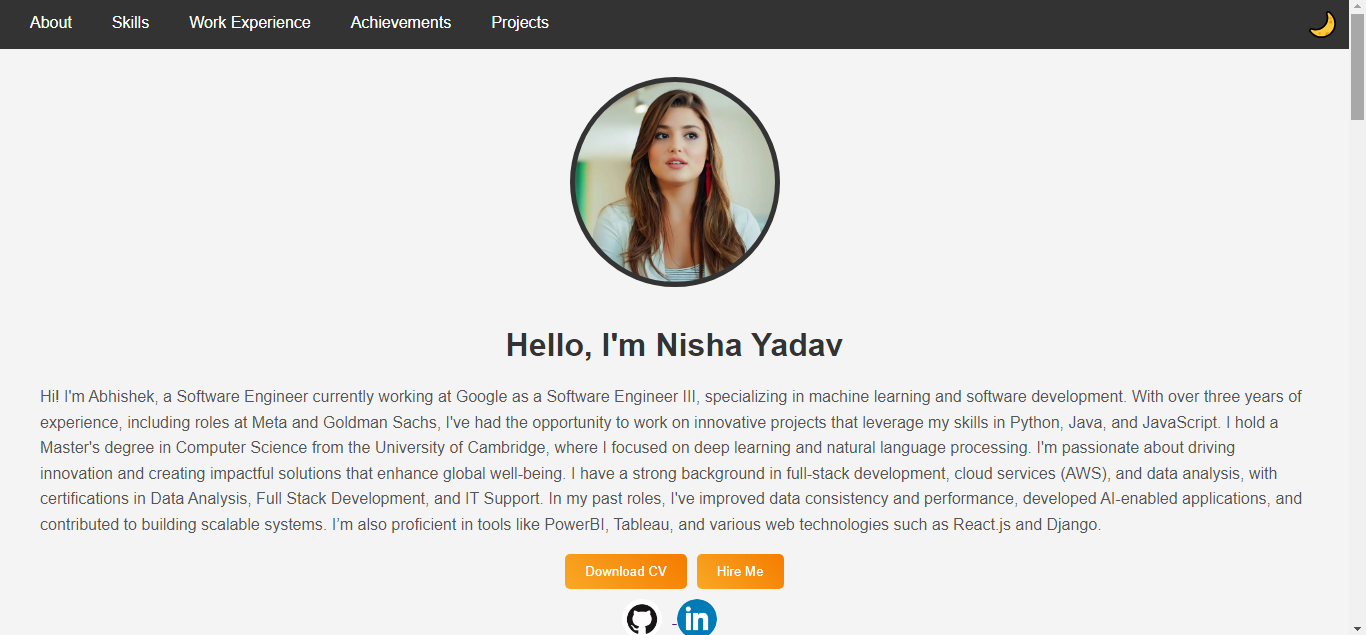 About Skills Work Experience Achievements Projects
Hello, I'm Nisha Yadav
Hi! I'm Abhishek, a Software Engineer currently working at Google as a Software Engineer III, specializing in machine learning and software development. With over three years of
experience, including roles at Meta and Goldman Sachs, I've had the opportunity to work on innovative projects that leverage my skills in Python, Java, and JavaScript. I hold a
Master's degree in Computer Science from the University of Cambridge, where I focused on deep learning and natural language processing. I'm passionate about driving
innovation and creating impactful solutions that enhance global well-being. I have a strong background in full-stack development, cloud services (AWS), and data analysis, with
certifications in Data Analysis, Full Stack Development, and IT Support. In my past roles, I've improved data consistency and performance, developed AI-enabled applications, and
contributed to building scalable systems. I’m also proficient in tools like PowerBI, Tableau, and various web technologies such as React.js and Django.
Download CV Hire Me
in